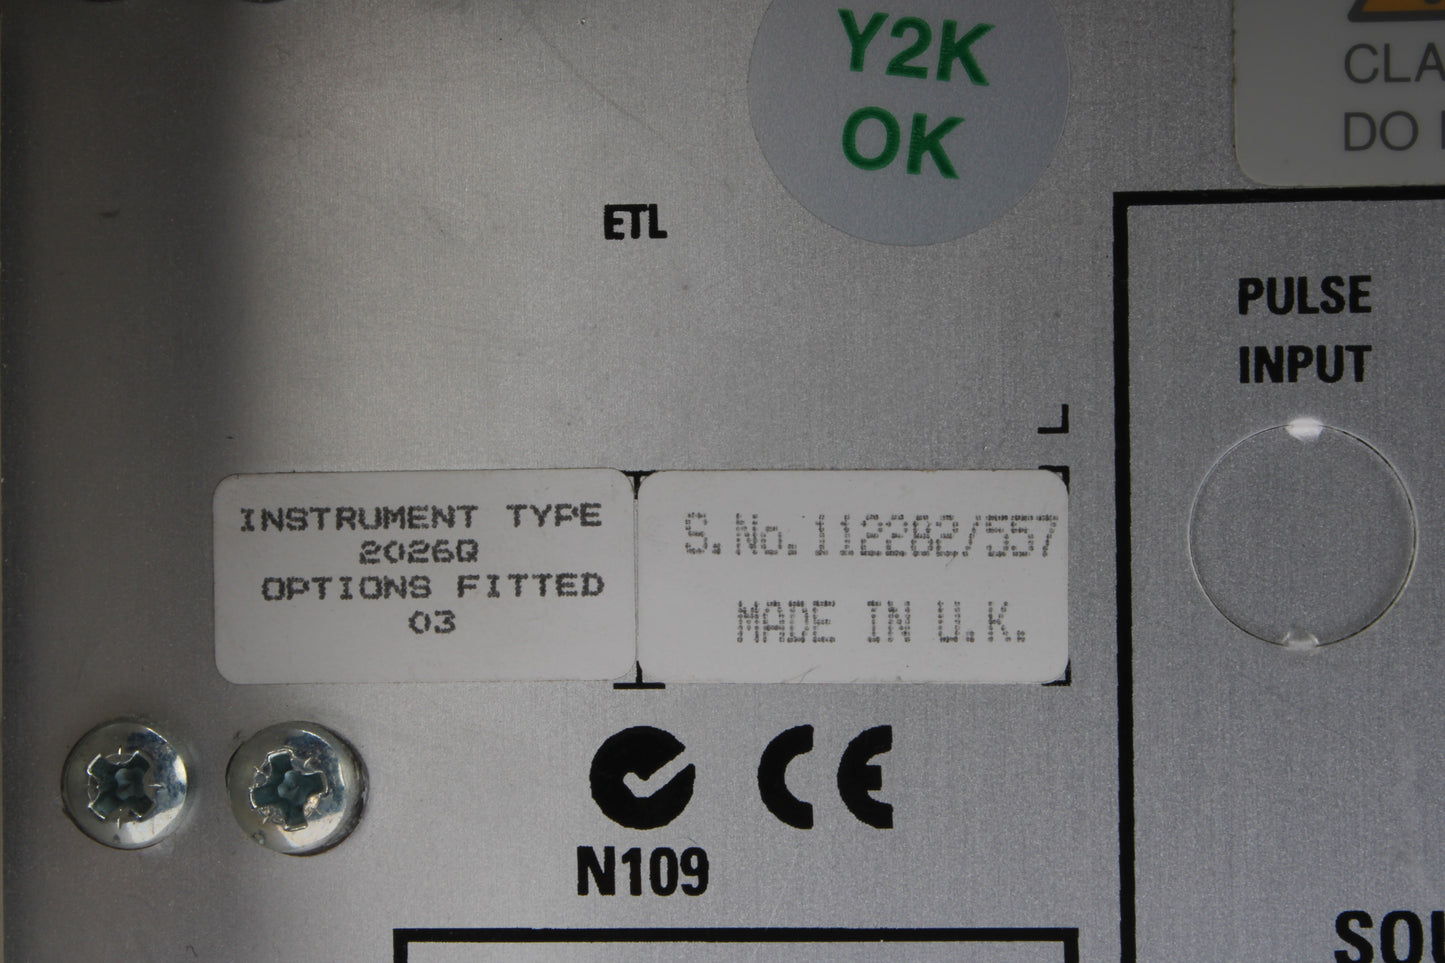 Y2K
OK
CLA
DO
ETL
PULSE
INPUT
L
INSTRUMENT TYPE
2026Q
OPTIONS FITTED
03
S.No.112282/557
MADE IN U.K.
CE
N109
SOU